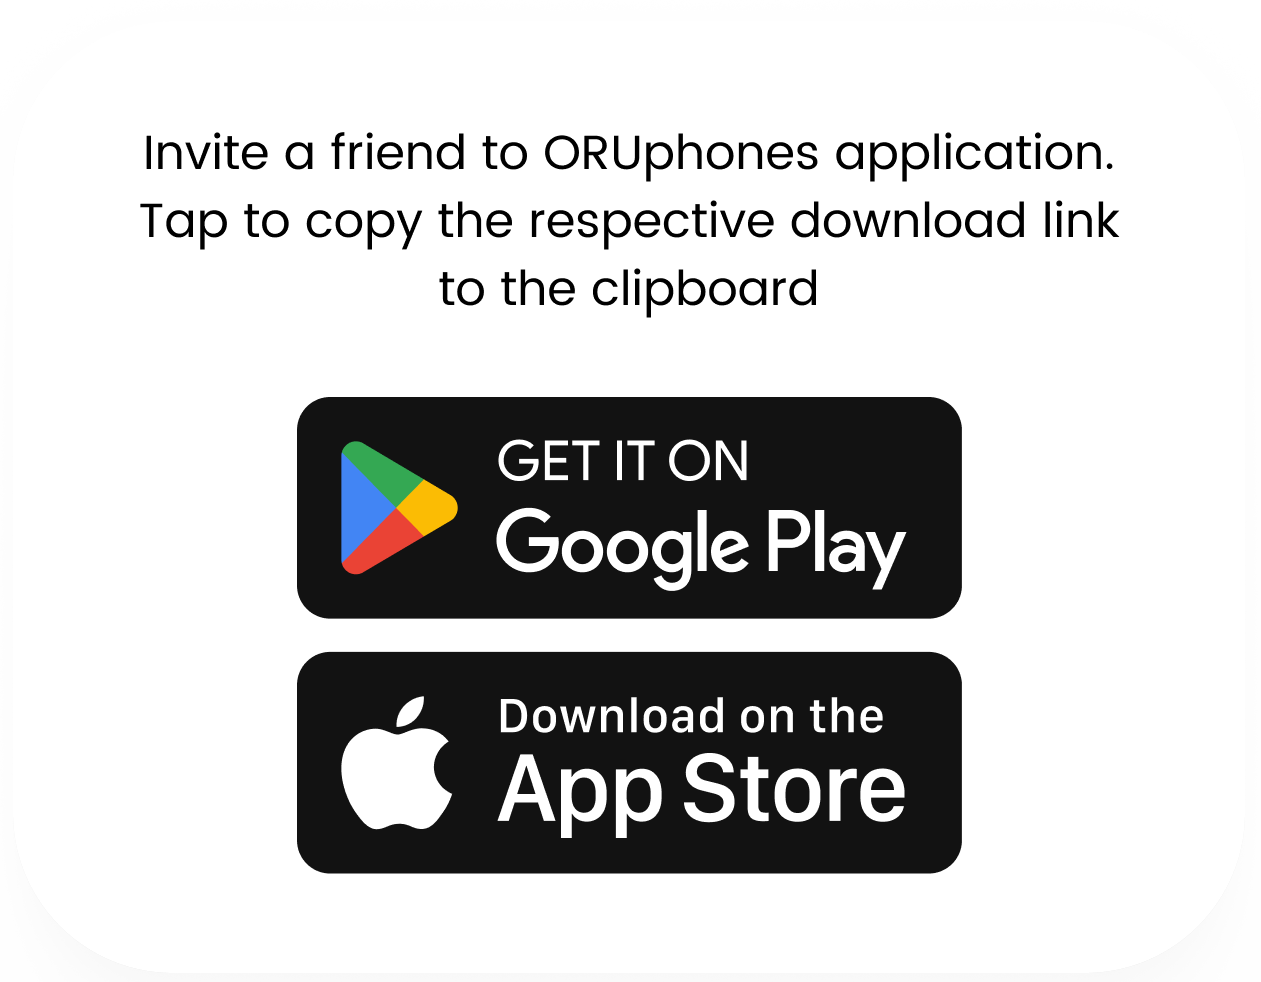 Invite a friend to ORUphones application.
Tap to copy the respective download link
to the clipboard
GET IT ON
Google Play
Download on the
App Store